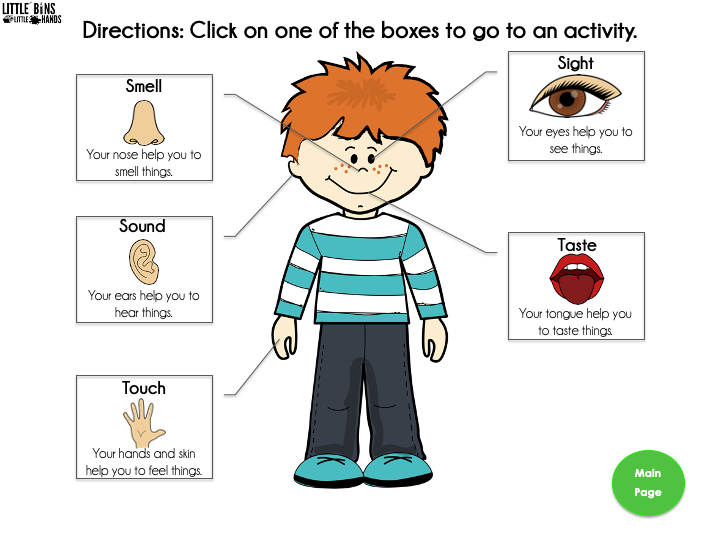 LITTLE BINS
for LITTLE HANDS
Directions: Click on one of the boxes to go to an activity.
Smell
Your nose help you to
smell things.
Sound
Your ears help you to
hear things.
Touch
Your hands and skin
help you to feel things.
Sight
Your eyes help you to
see things.
Taste
Your tongue help you
to taste things.
Main
Page